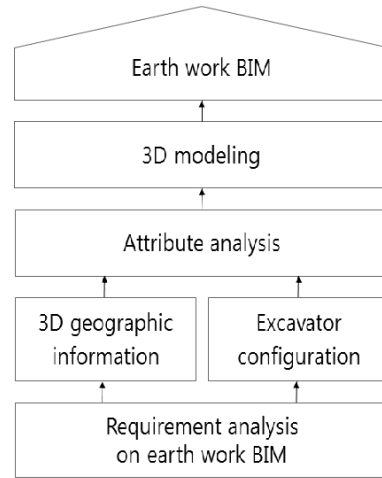 Earth work BIM
3D modeling
Attribute analysis
3D geographic
information
Excavator
configuration
Requirement analysis
on earth work BIM